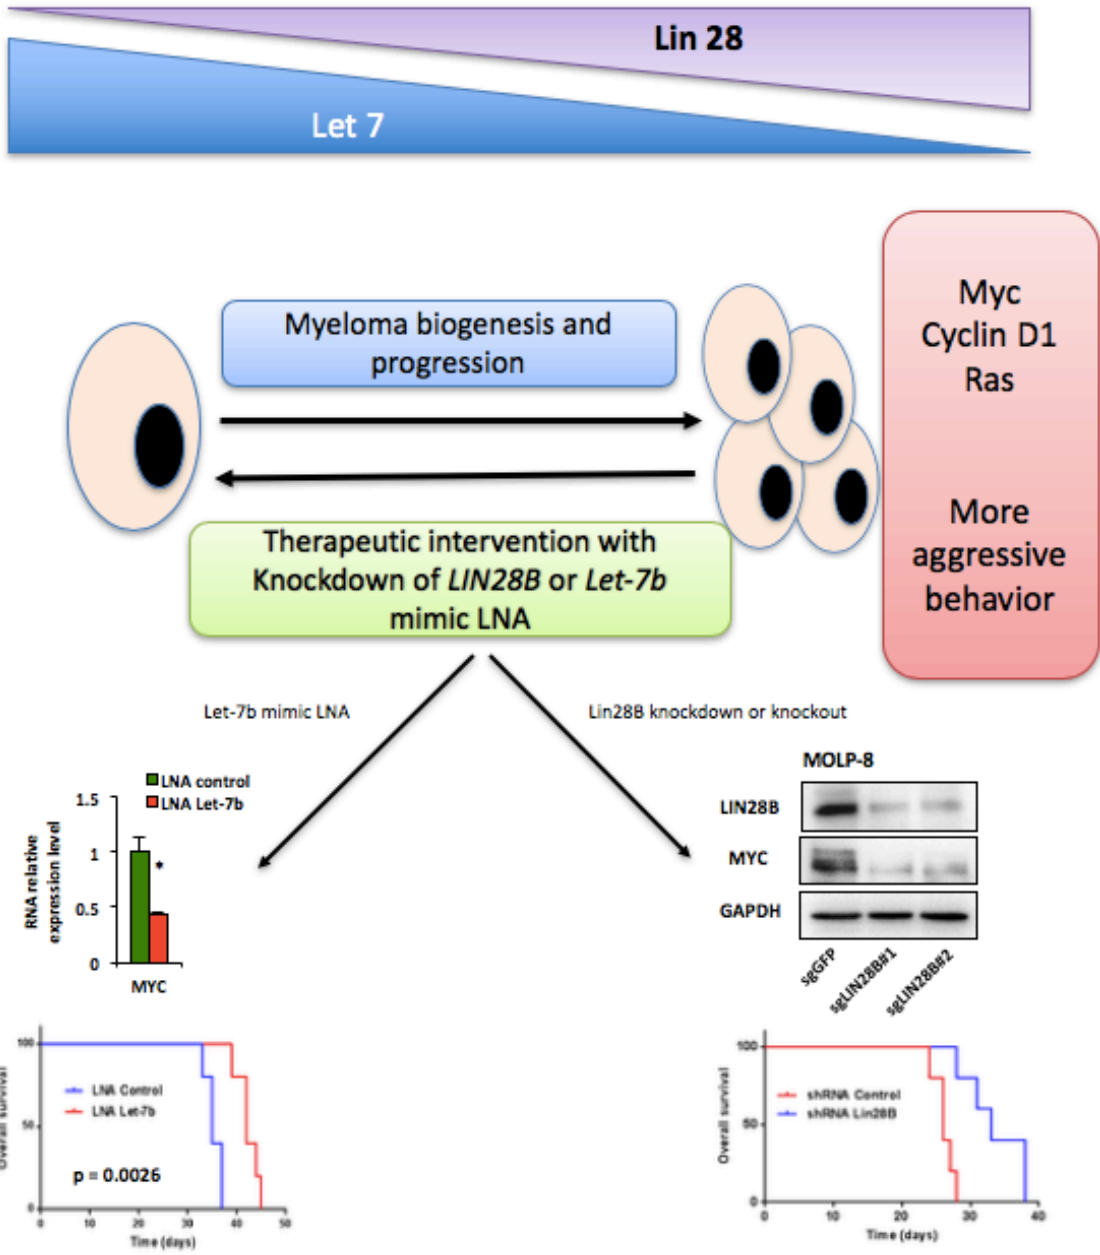 Lin 28
Let 7
Myeloma biogenesis and
progression
Myc
Cyclin D1
Ras
More
aggressive
behavior
Therapeutic intervention with
Knockdown of LIN28B or Let-7b
mimic LNA
Let-7b mimic LNA
Lin28B knockdown or knockout
LNA control
LNA Let-7b
RNA relative
expression level
1.5
1
0.5
0
*
MYC
MOLP-8
LIN28B
MYC
GAPDH
sgGFP
sgLIN28B#1
sgLIN28B#2
Overall survival
100
50
0
LNA Control
LNA Let-7b
p = 0.0026
0 10 20 30 40 50
Time (days)
Overall survival
100
50
0
shRNA Control
shRNA Lin28B
0 10 20 30 40
Time (days)